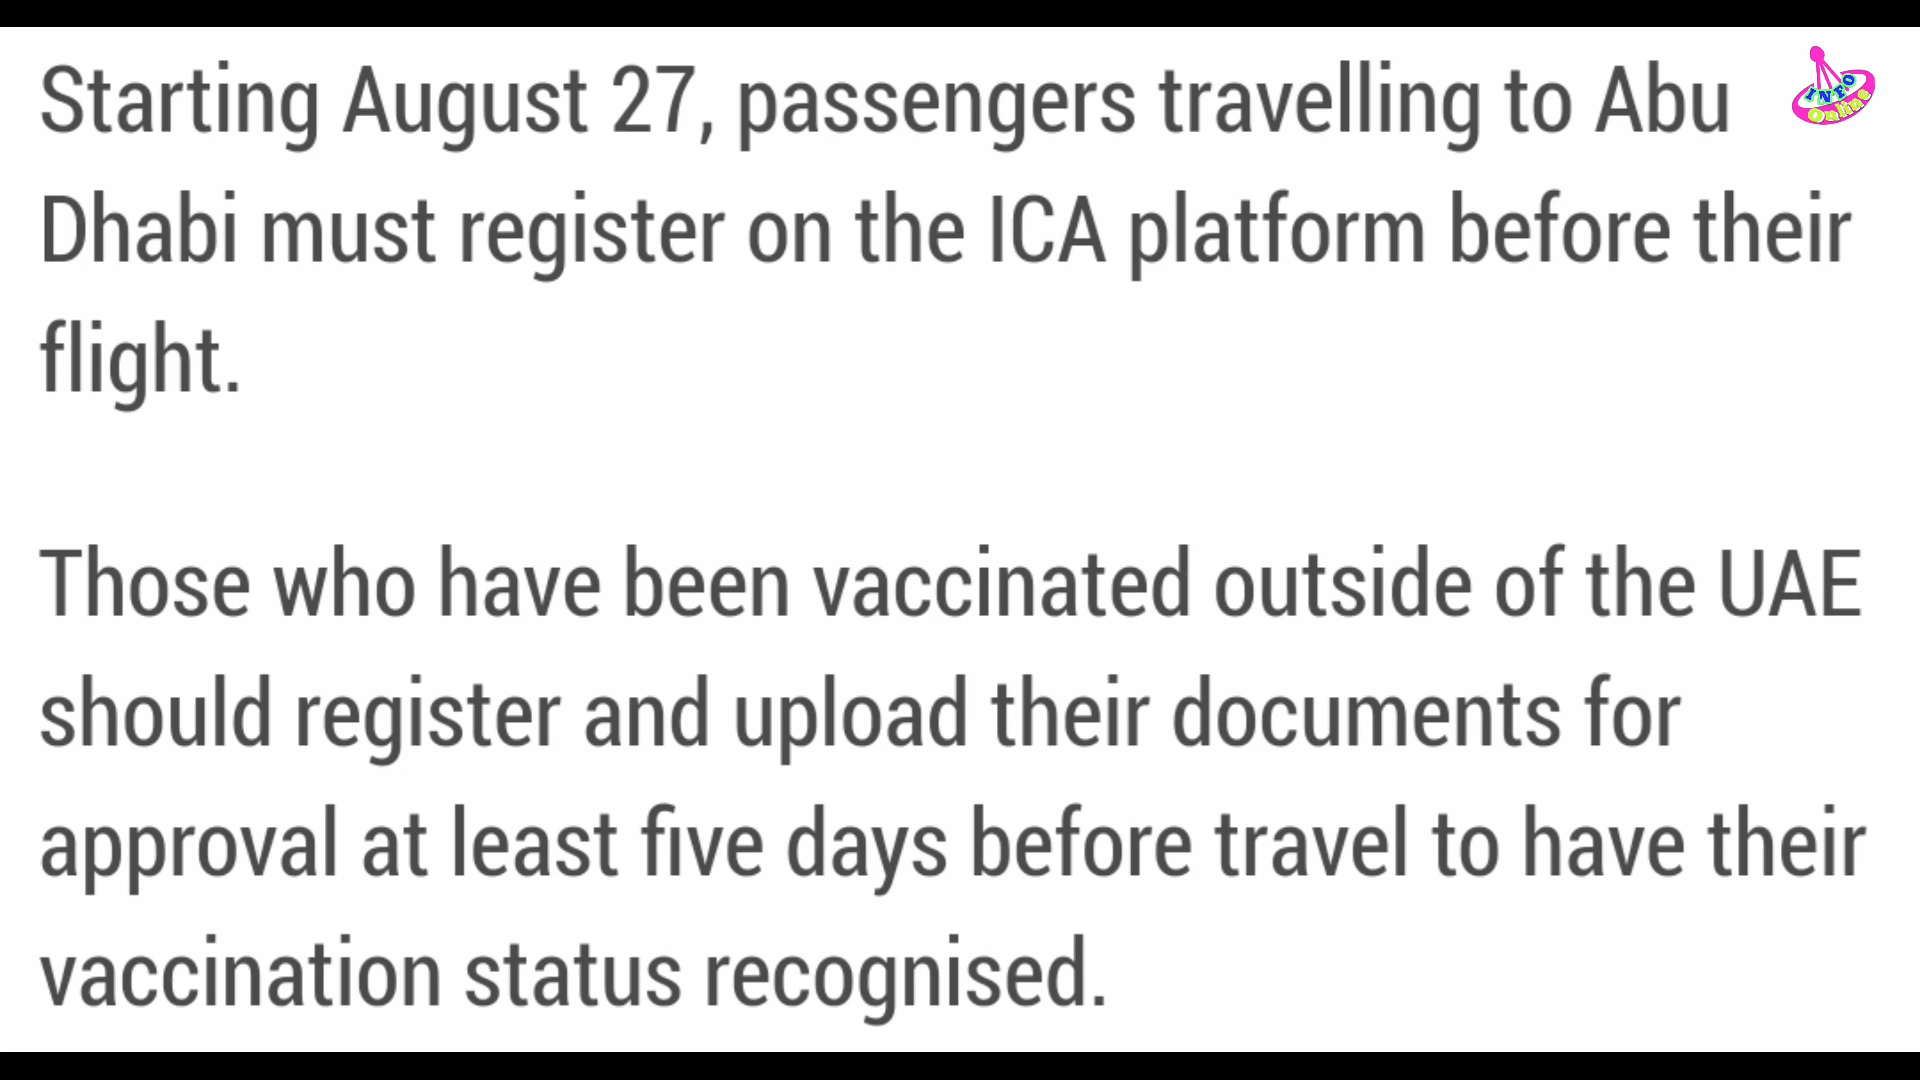 Starting August 27, passengers travelling to Abu
Dhabi must register on the ICA platform before their
flight.
Those who have been vaccinated outside of the UAE
should register and upload their documents for
approval at least five days before travel to have their
vaccination status recognised.
INFO
Online